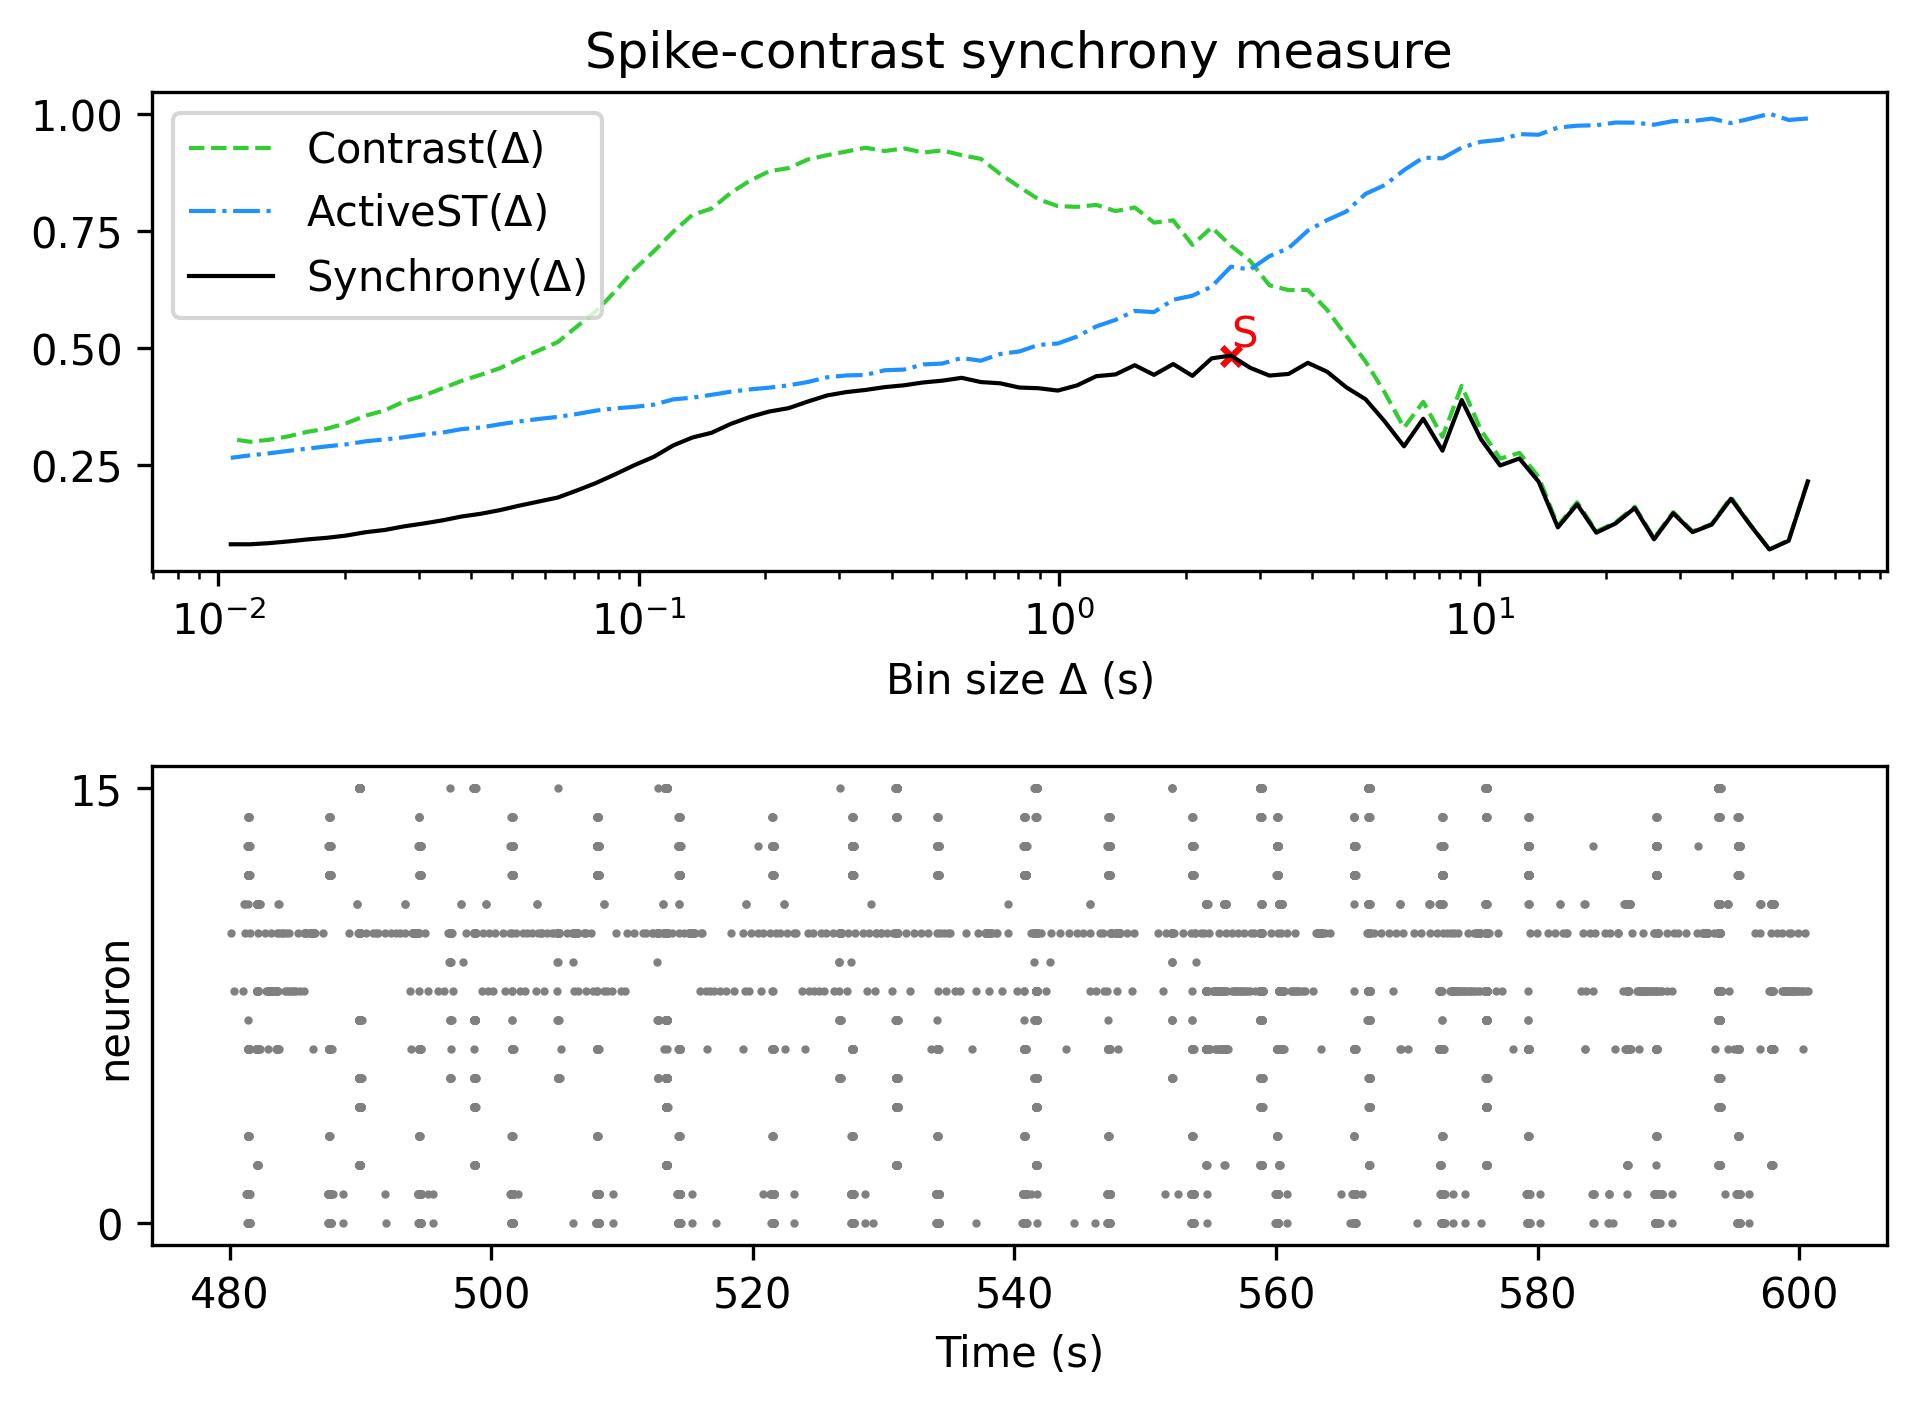 Spike-contrast synchrony measure
1.00
0.75
0.50
0.25
Contrast(Δ)
ActiveST(Δ)
Synchrony(Δ)
S
10⁻² 10⁻¹ 10⁰ 10¹
Bin size Δ (s)
15
0
neuron
480 500 520 540 560 580 600
Time (s)